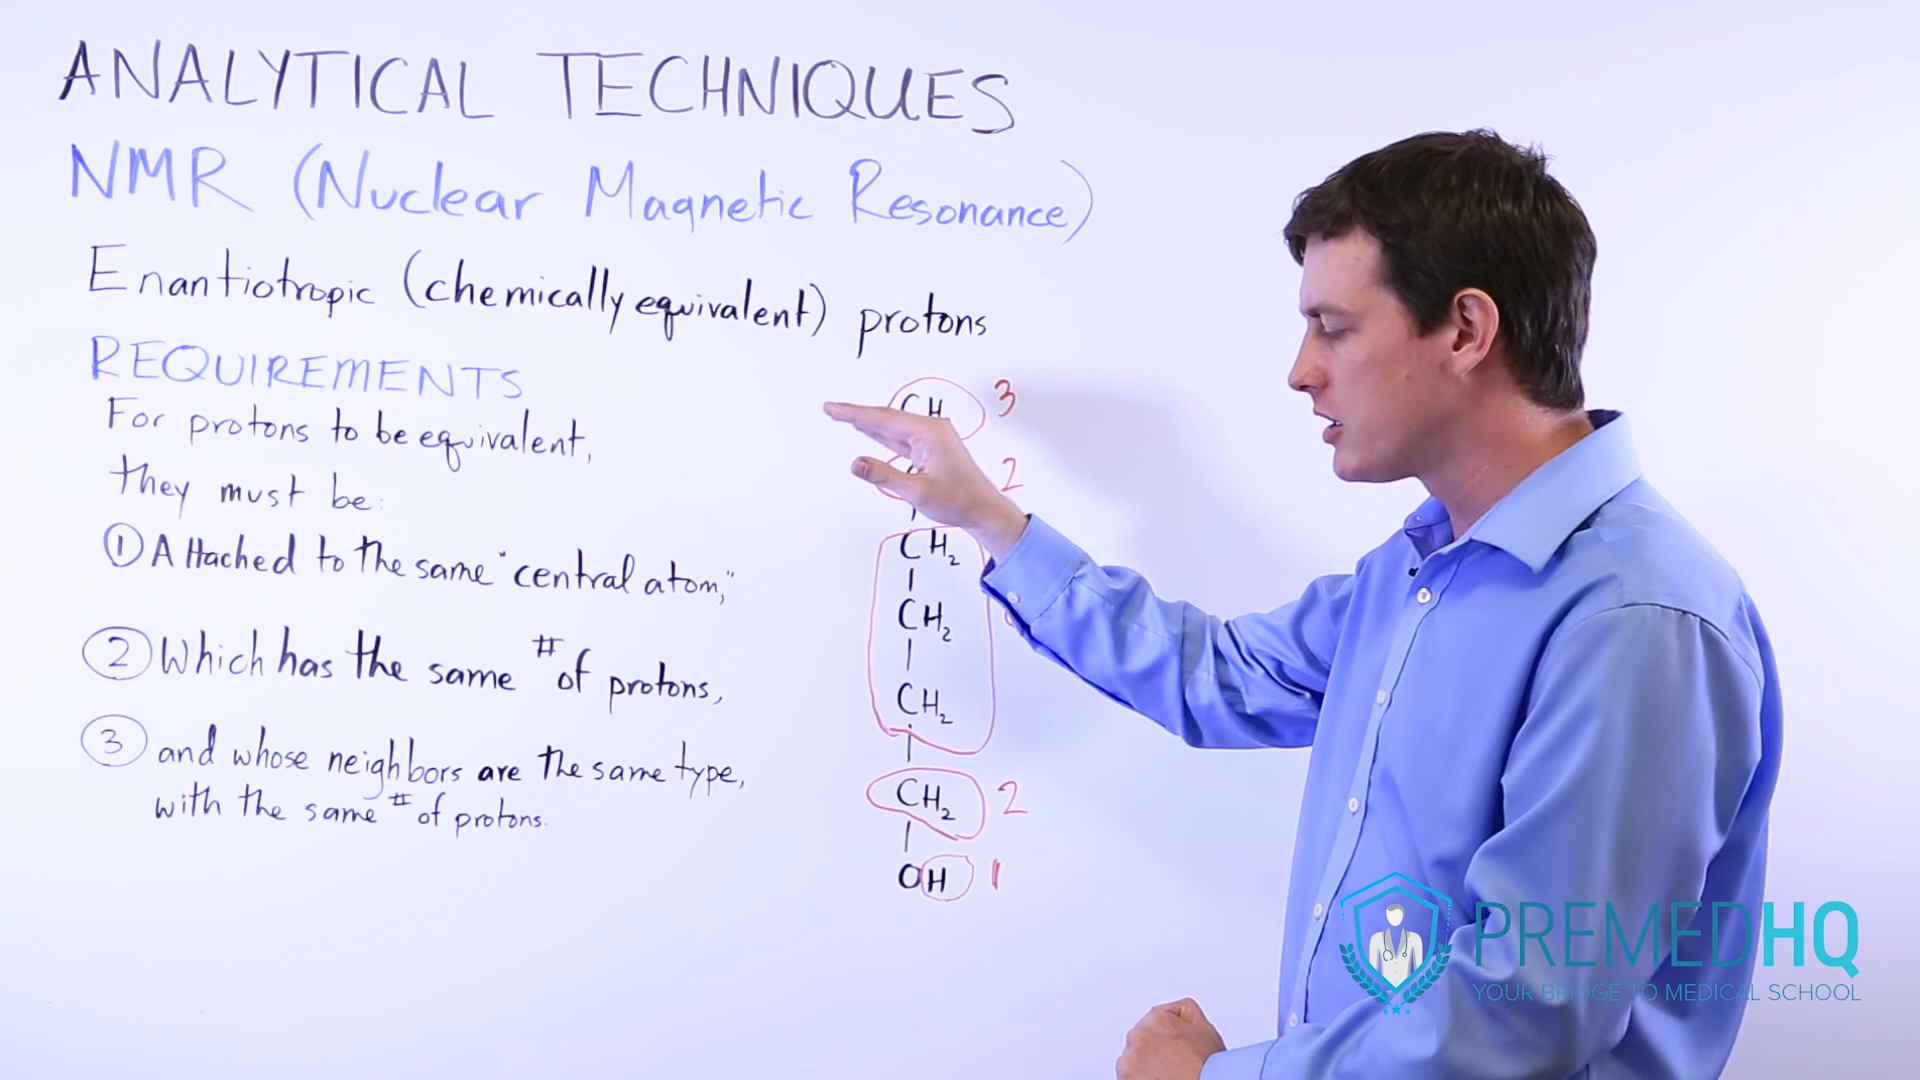 ANALYTICAL TECHNIQUES
NMR (Nuclear Magnetic Resonance)
Enantiotropic (chemically equivalent) protons
REQUIREMENTS
For protons to be equivalent,
they must be:
① Attached to the same "central atom,"
② Which has the same # of protons,
③ and whose neighbors are the same type,
with the same # of protons.
CH 3
2
CH₂
CH₂
CH₂
CH₂ 2
OH 1
PREMEDHQ
YOUR BRIDGE TO MEDICAL SCHOOL